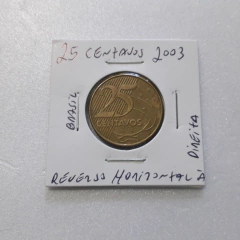 25 CENTAVOS 2003
BRASIL
25
CENTAVOS
DIREITA
REVERSO HORIZONTAL À